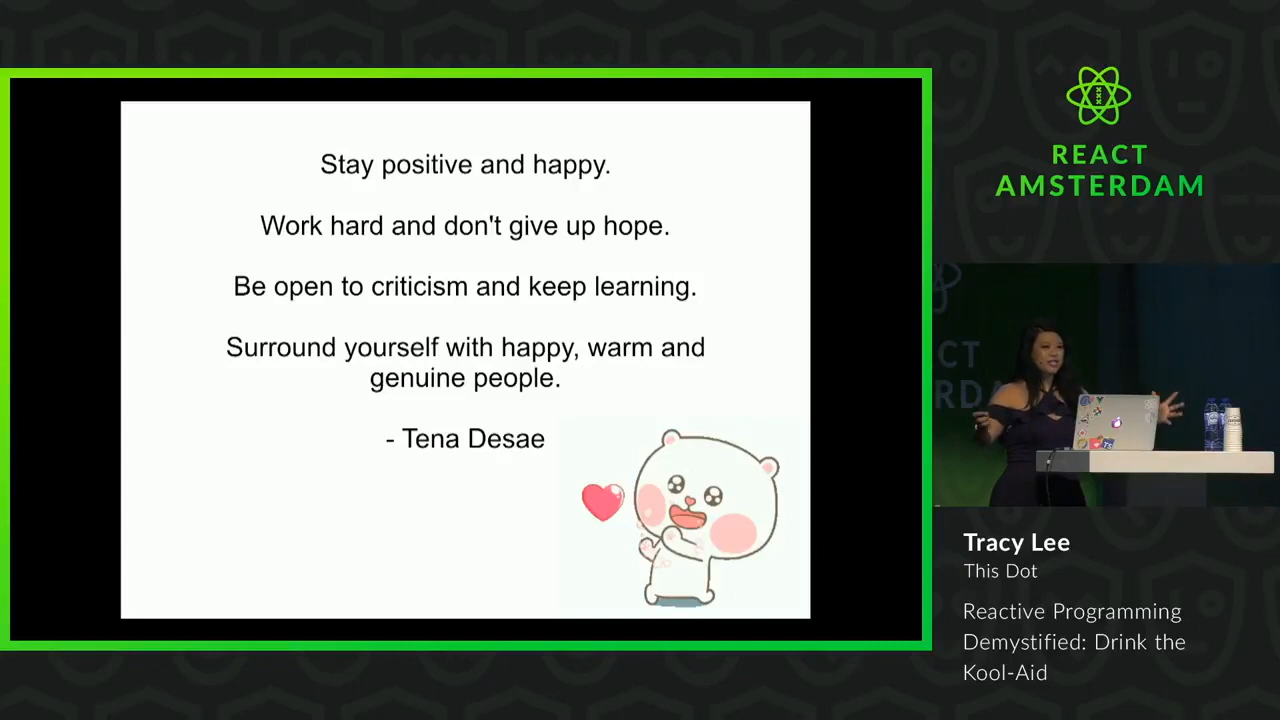 Stay positive and happy.
Work hard and don't give up hope.
Be open to criticism and keep learning.
Surround yourself with happy, warm and
genuine people.
- Tena Desae
REACT
AMSTERDAM
CT
RDA
Tracy Lee
This Dot
Reactive Programming
Demystified: Drink the
Kool-Aid